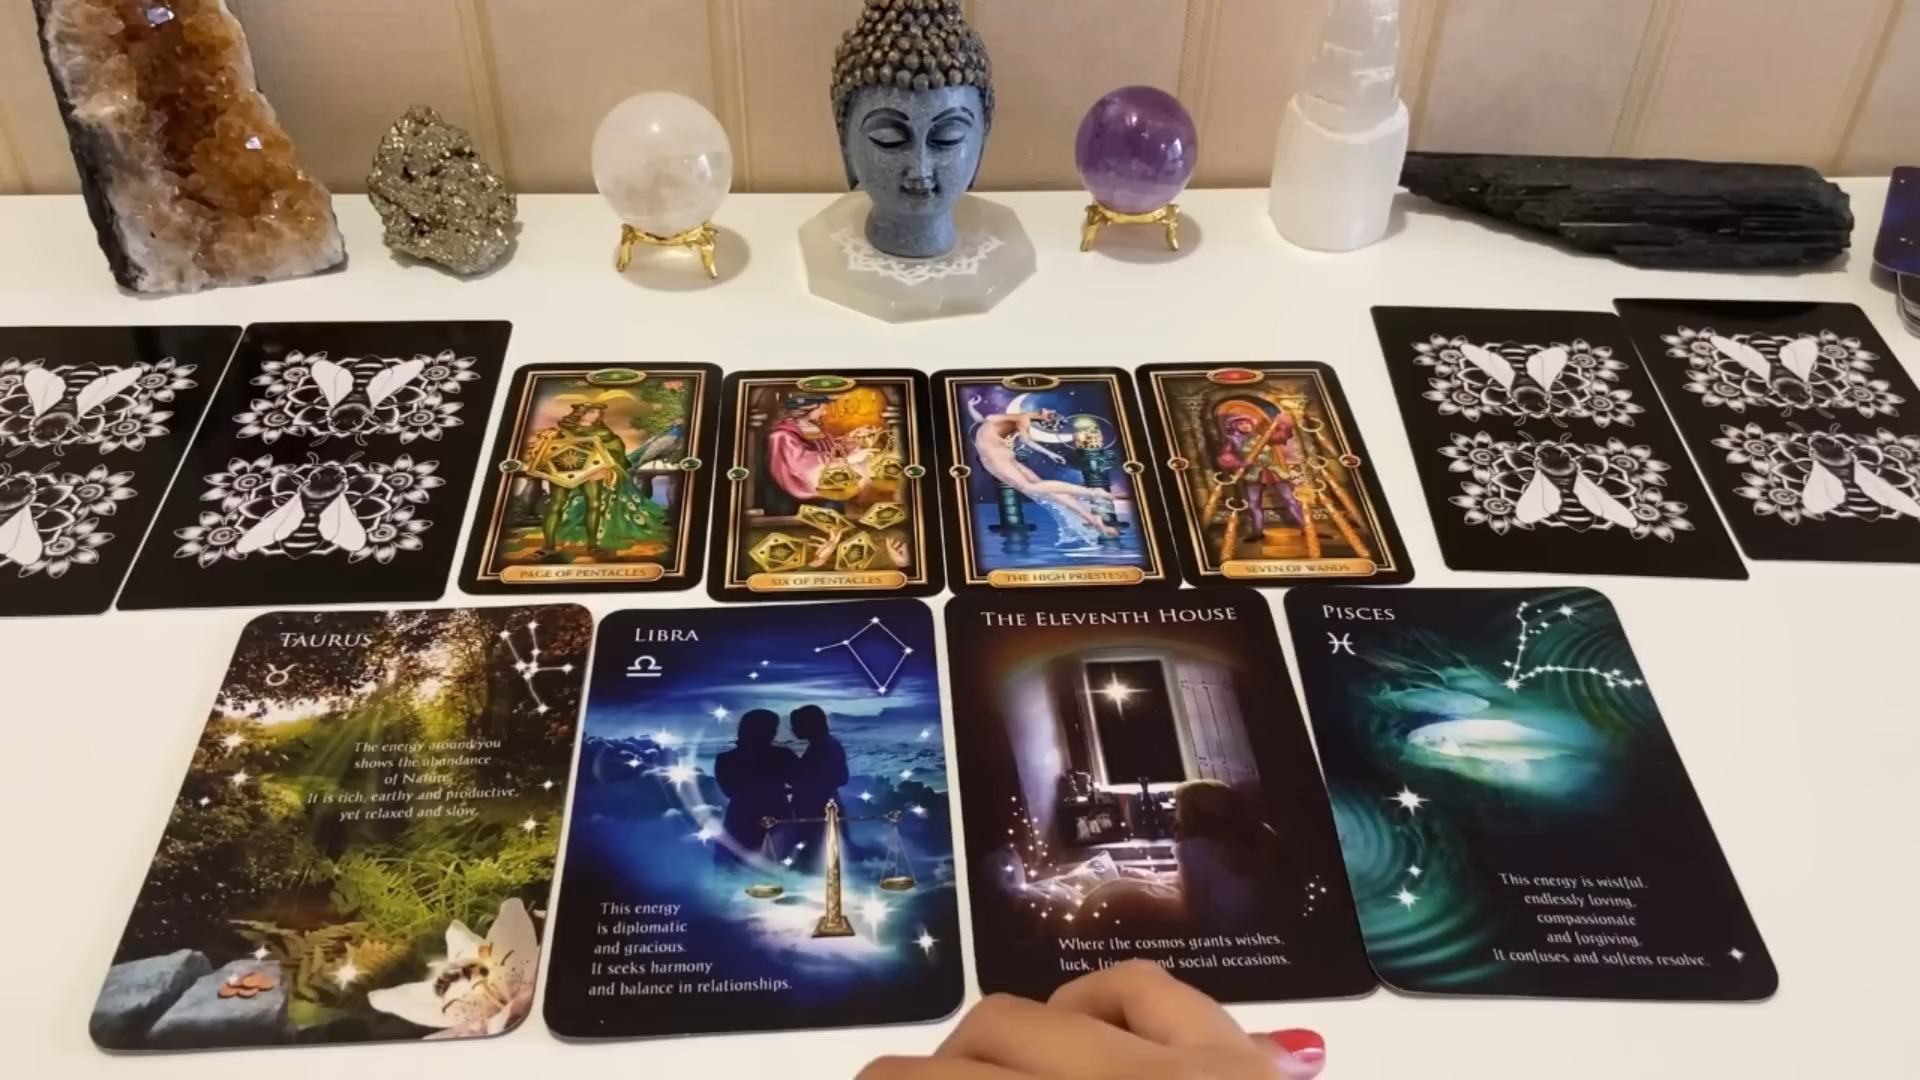 II
PAGE OF PENTACLES
SIX OF PENTACLES
THE HIGH PRIESTESS
SEVEN OF WANDS
TAURUS
The energy around you
shows the abundance
of Nature.
It is rich, earthy and productive,
yet relaxed and slow.
LIBRA
This energy
is diplomatic
and gracious.
It seeks harmony
and balance in relationships.
THE ELEVENTH HOUSE
Where the cosmos grants wishes,
luck, and social occasions.
PISCES
This energy is wistful,
endlessly loving,
compassionate
and forgiving.
It confuses and softens resolve.